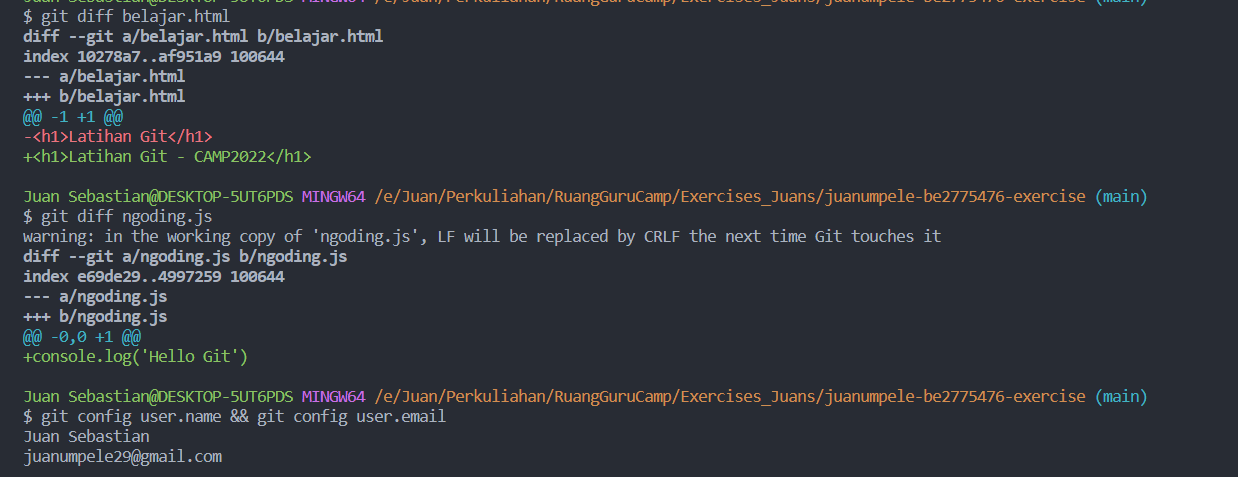 Juan Sebastian@DESKTOP-5UT6PDS MINGW64 /e/Juan/Perkuliahan/RuangGuruCamp/Exercises_Juans/juanumpele-be2775476-exercise (main)
$ git diff belajar.html
diff --git a/belajar.html b/belajar.html
index 10278a7..af951a9 100644
--- a/belajar.html
+++ b/belajar.html
@@ -1 +1 @@
-<h1>Latihan Git</h1>
+<h1>Latihan Git - CAMP2022</h1>

Juan Sebastian@DESKTOP-5UT6PDS MINGW64 /e/Juan/Perkuliahan/RuangGuruCamp/Exercises_Juans/juanumpele-be2775476-exercise (main)
$ git diff ngoding.js
warning: in the working copy of 'ngoding.js', LF will be replaced by CRLF the next time Git touches it
diff --git a/ngoding.js b/ngoding.js
index e69de29..4997259 100644
--- a/ngoding.js
+++ b/ngoding.js
@@ -0,0 +1 @@
+console.log('Hello Git')

Juan Sebastian@DESKTOP-5UT6PDS MINGW64 /e/Juan/Perkuliahan/RuangGuruCamp/Exercises_Juans/juanumpele-be2775476-exercise (main)
$ git config user.name && git config user.email
Juan Sebastian
juanumpele29@gmail.com